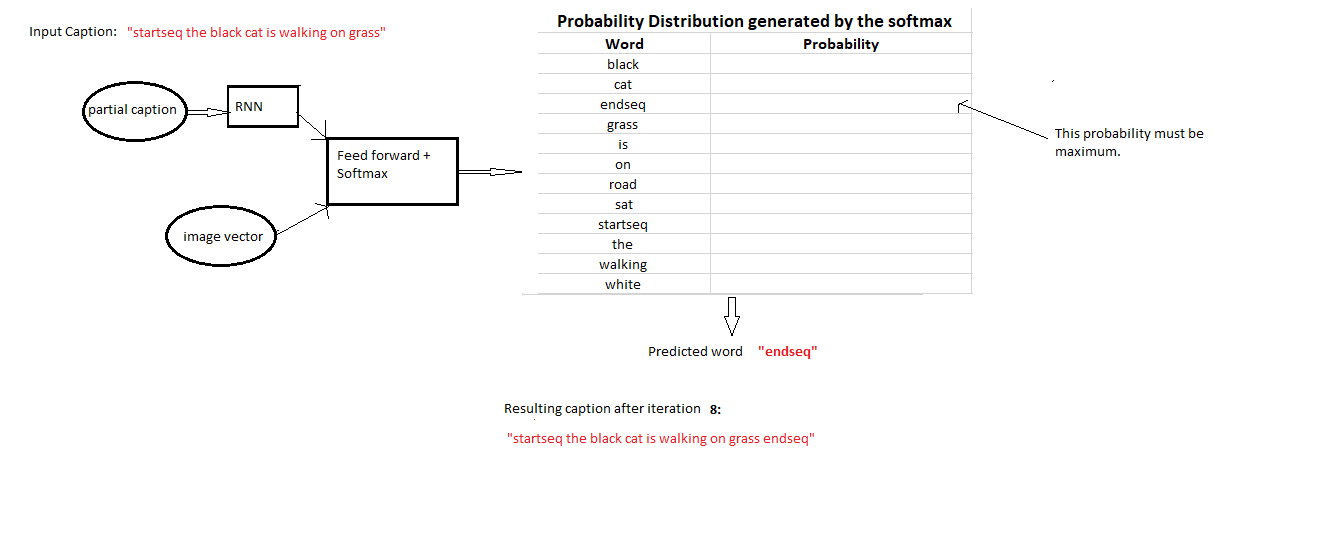 Probability Distribution generated by the softmax
Input Caption: "startseq the black cat is walking on grass"
Word Probability
black
cat
endseq
grass
is
on
road
sat
startseq
the
walking
white
partial caption
RNN
Feed forward +
Softmax
image vector
This probability must be
maximum.
Predicted word "endseq"
Resulting caption after iteration 8:
"startseq the black cat is walking on grass endseq"